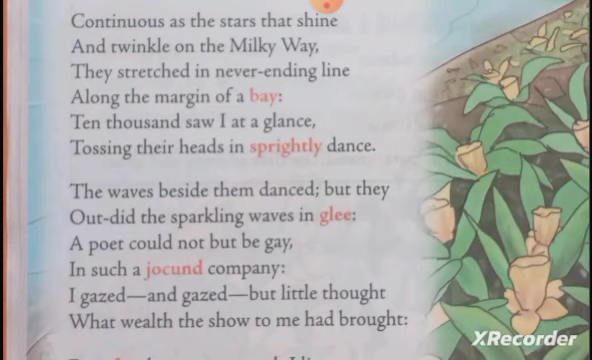 Continuous as the stars that shine
And twinkle on the Milky Way,
They stretched in never-ending line
Along the margin of a bay:
Ten thousand saw I at a glance,
Tossing their heads in sprightly dance.
The waves beside them danced; but they
Out-did the sparkling waves in glee:
A poet could not but be gay,
In such a jocund company:
I gazed—and gazed—but little thought
What wealth the show to me had brought:
XRecorder